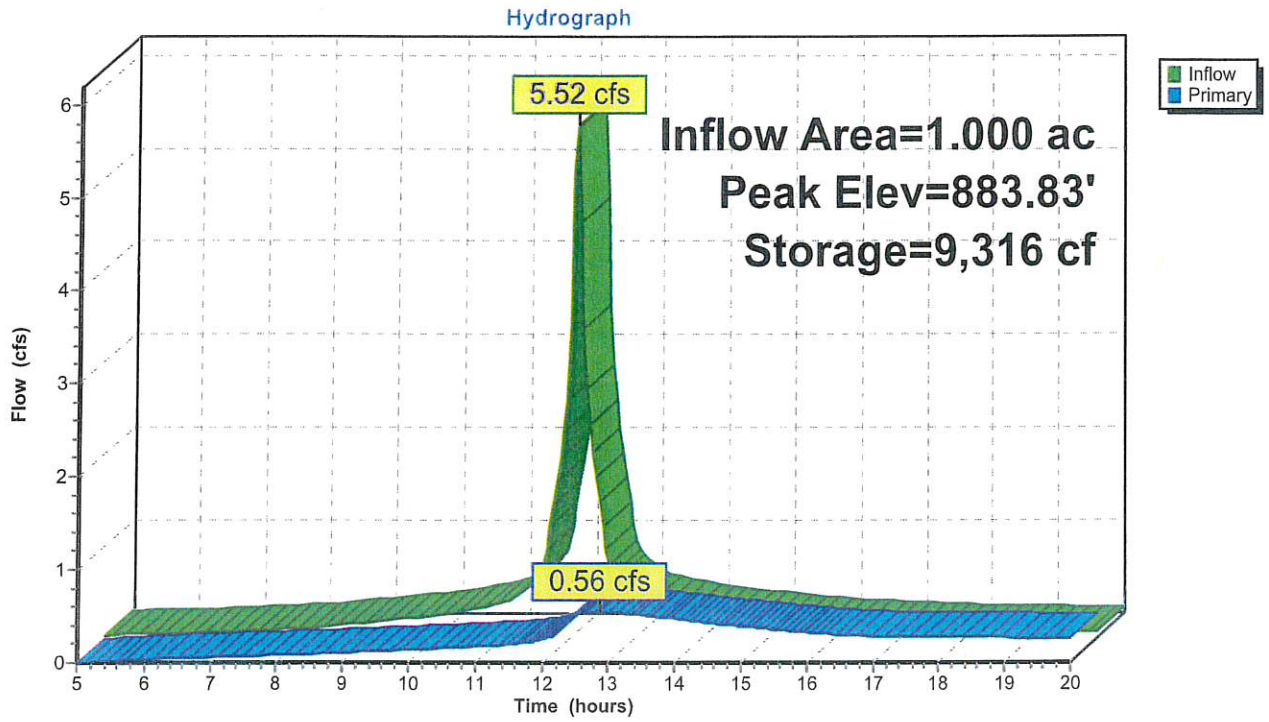 Hydrograph
Inflow
Primary
5.52 cfs
Inflow Area=1.000 ac
Peak Elev=883.83'
Storage=9,316 cf
0.56 cfs
Flow (cfs)
6
5
4
3
2
1
0
5 6 7 8 9 10 11 12 13 14 15 16 17 18 19 20
Time (hours)